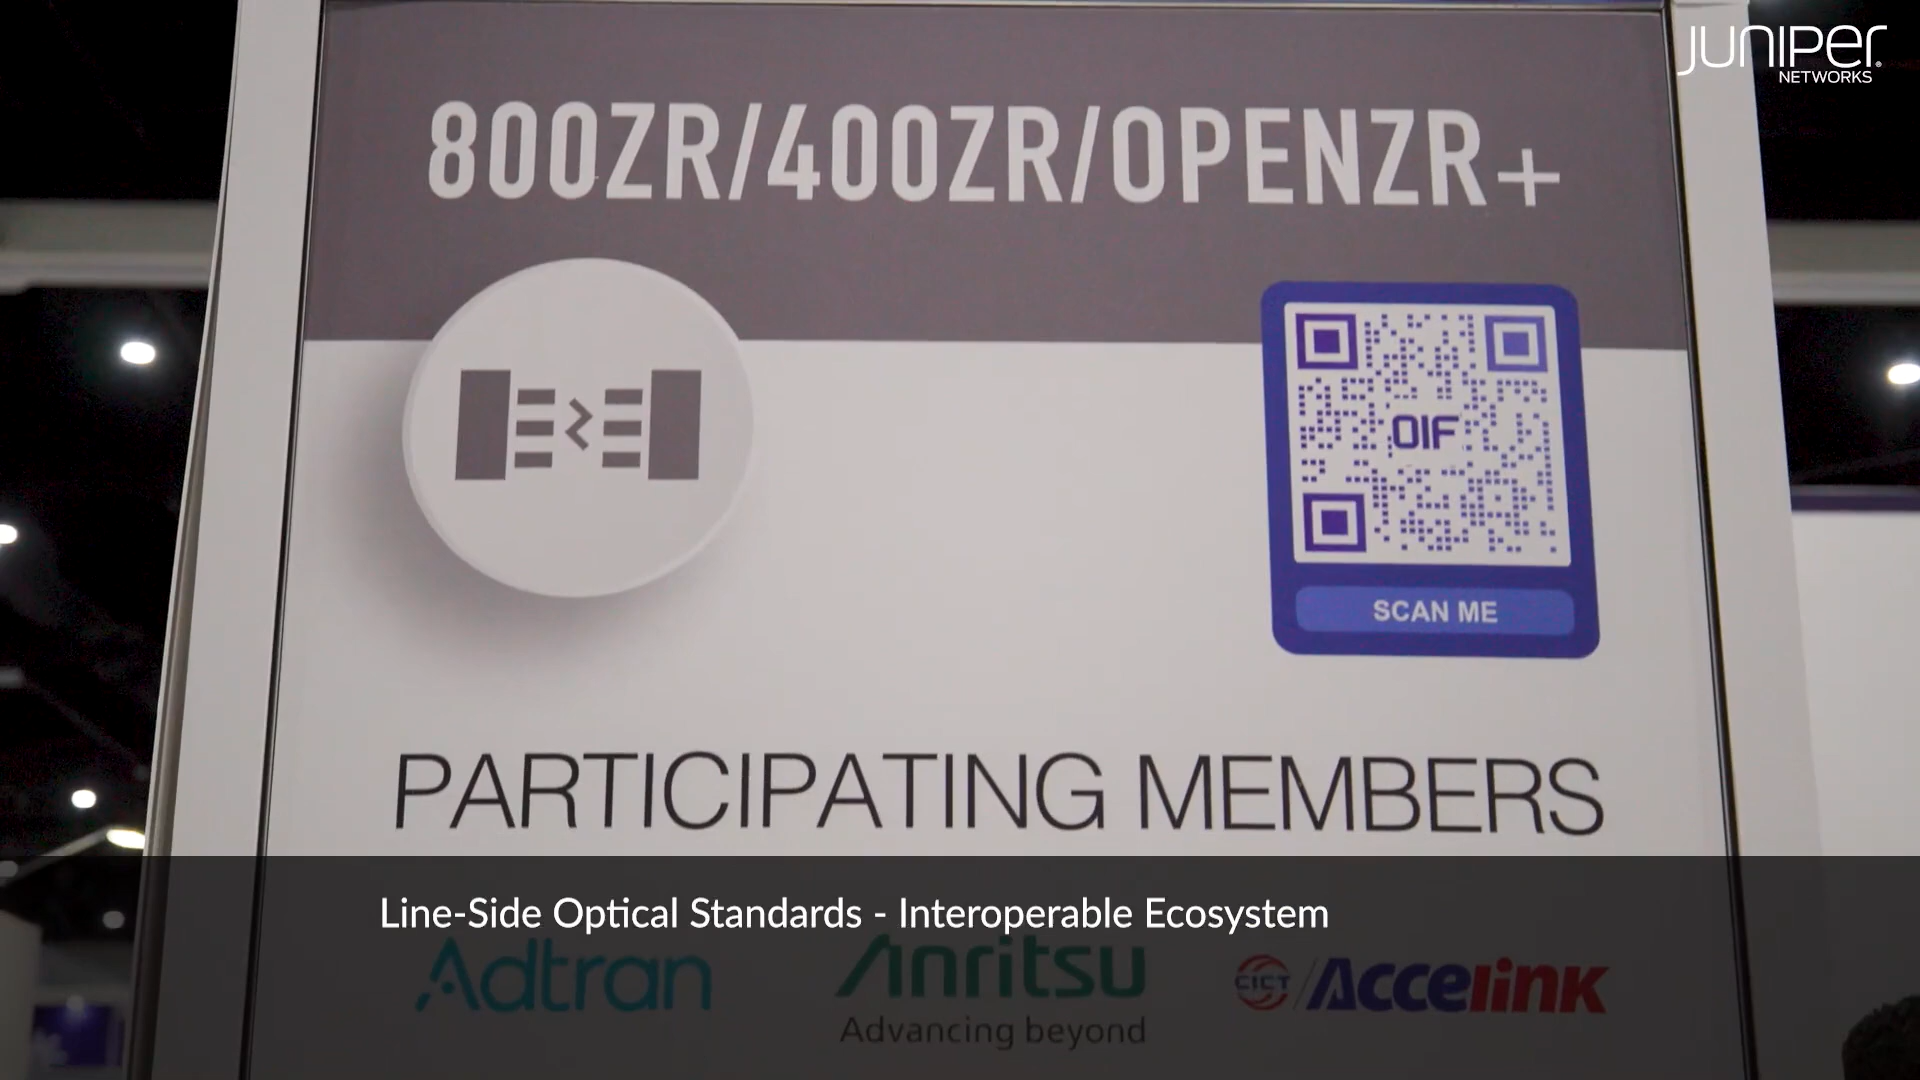 JUNIPER
NETWORKS
800ZR/400ZR/OPENZR+
OIF
SCAN ME
PARTICIPATING MEMBERS
Line-Side Optical Standards - Interoperable Ecosystem
Adtran
Anritsu
Advancing beyond
CICT/Accelink